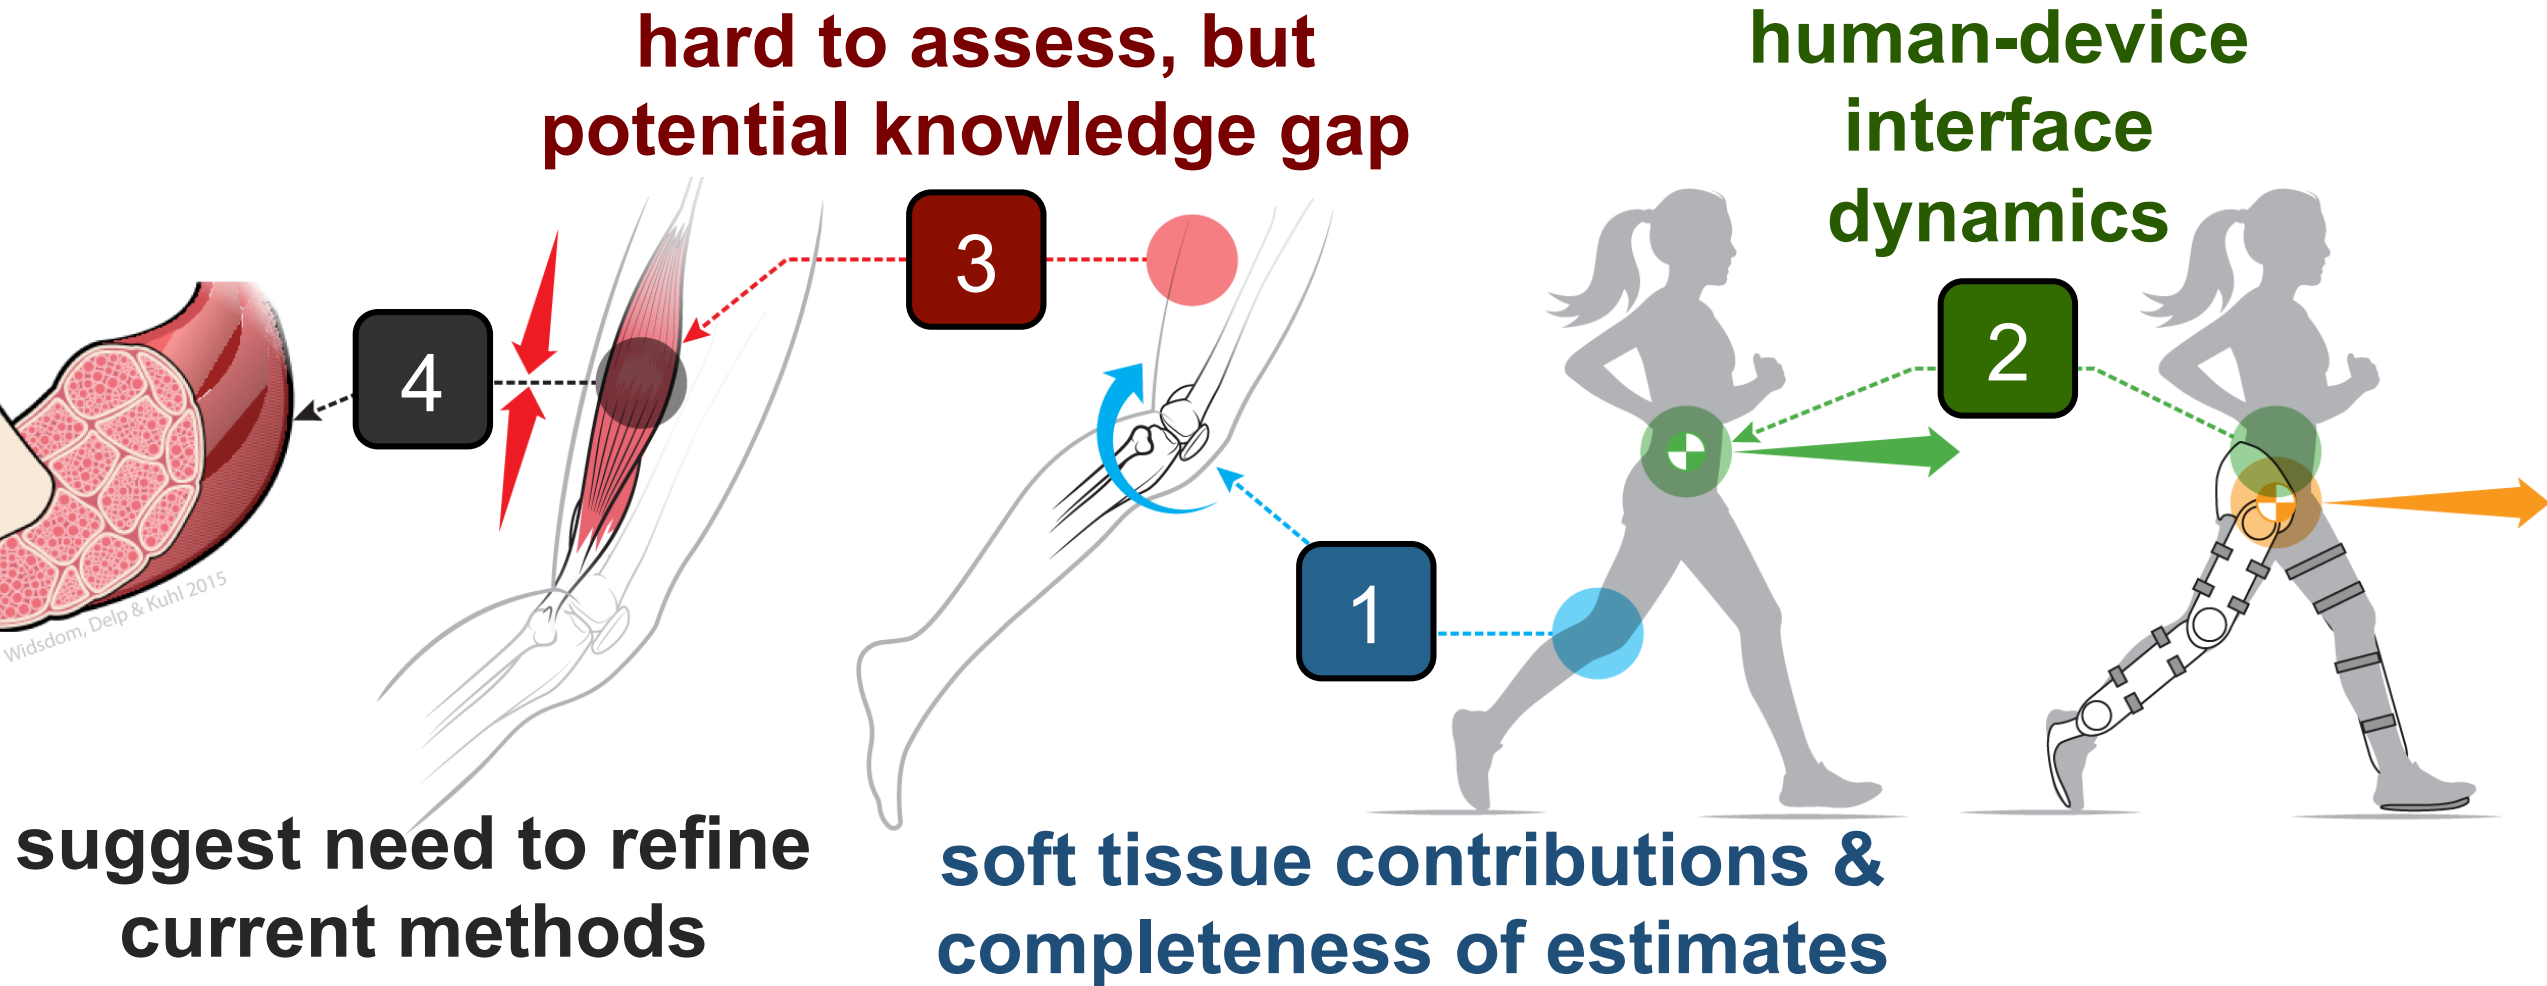 hard to assess, but
potential knowledge gap
human-device
interface
dynamics
3
2
4
1
Widsdom, Delp & Kuhl 2015
suggest need to refine
current methods
soft tissue contributions &
completeness of estimates